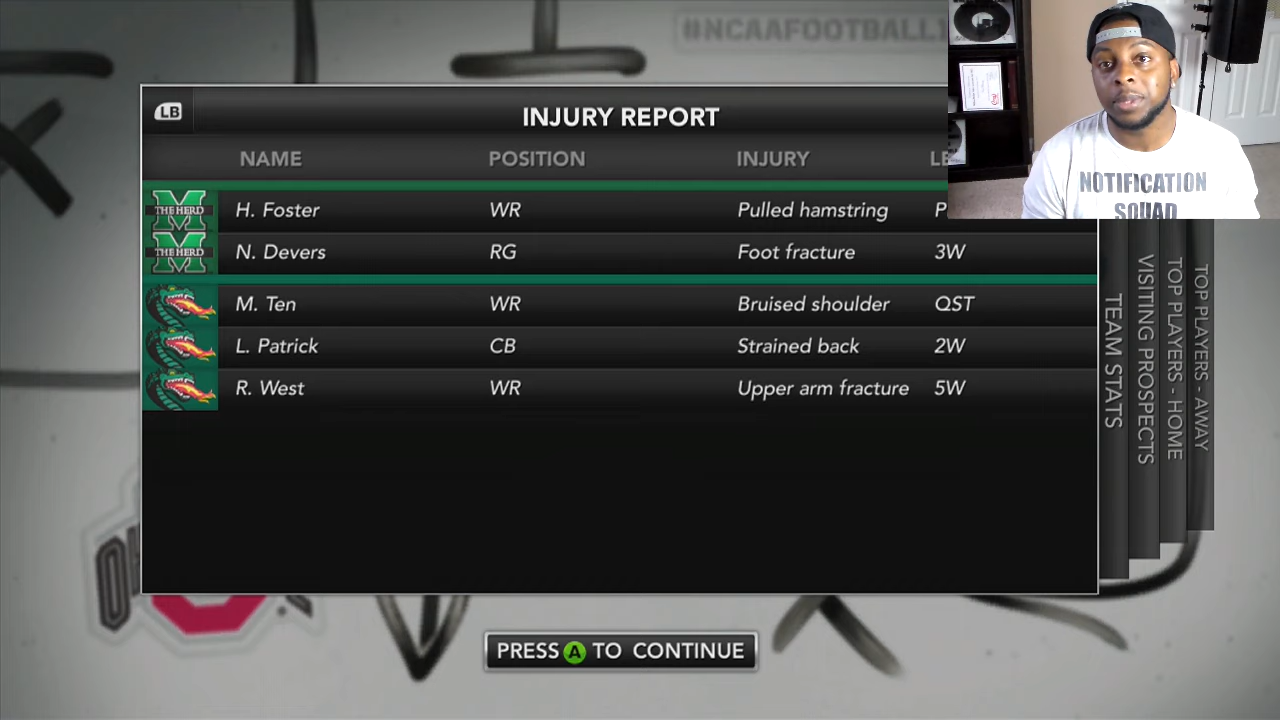 #NCAAFOOTBALL1
LB
INJURY REPORT
NAME POSITION INJURY LE
M THE HERD H. Foster WR Pulled hamstring P
M THE HERD N. Devers RG Foot fracture 3W
M. Ten WR Bruised shoulder QST
L. Patrick CB Strained back 2W
R. West WR Upper arm fracture 5W
TEAM STATS
VISITING PROSPECTS
TOP PLAYERS - HOME
TOP PLAYERS - AWAY
NOTIFICATION
SQUAD
PRESS A TO CONTINUE